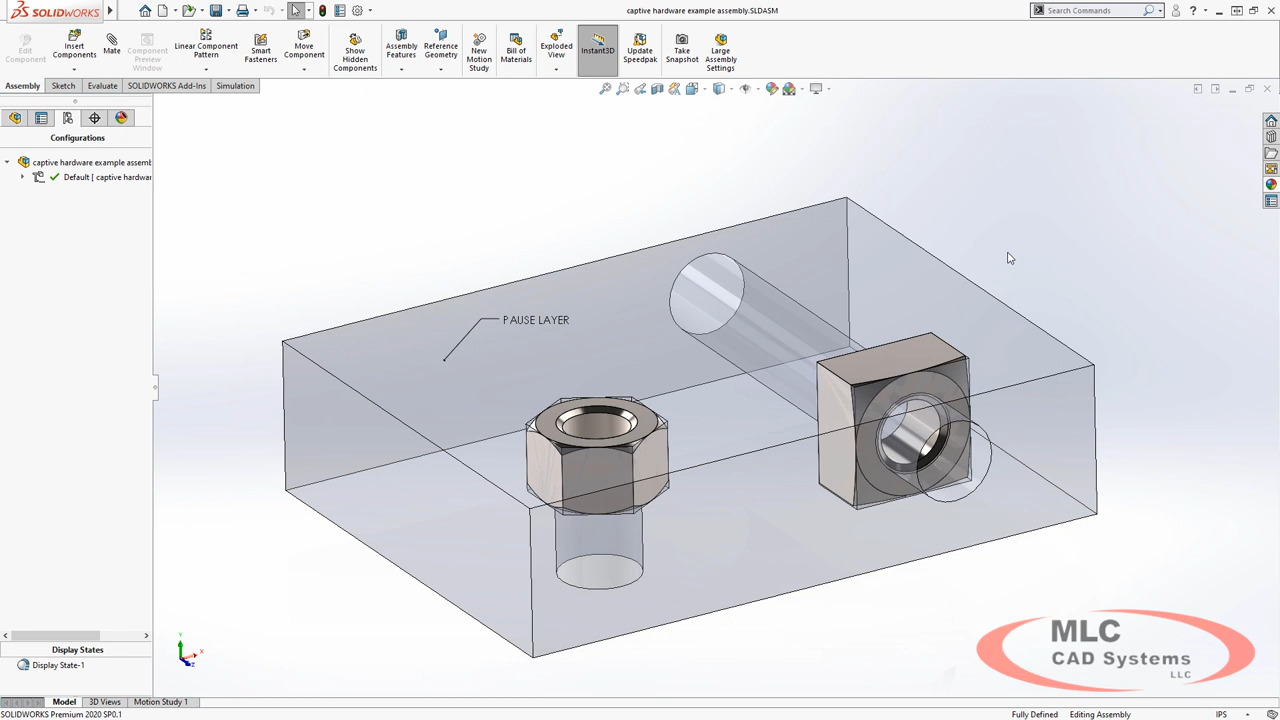 SOLIDWORKS
captive hardware example assembly.SLDASM
Search Commands
Edit Component
Insert Components
Mate
Component Preview Window
Linear Component Pattern
Smart Fasteners
Move Component
Show Hidden Components
Assembly Features
Reference Geometry
New Motion Study
Bill of Materials
Exploded View
Instant3D
Update Speedpak
Take Snapshot
Large Assembly Settings
Assembly Sketch Evaluate SOLIDWORKS Add-Ins Simulation
Configurations
captive hardware example assemb
Default [ captive hardwar
PAUSE LAYER
Y
X
Z
Display States
Display State-1
MLC
CAD Systems
LLC
Model 3D Views Motion Study 1
SOLIDWORKS Premium 2020 SP0.1 Fully Defined Editing Assembly IPS